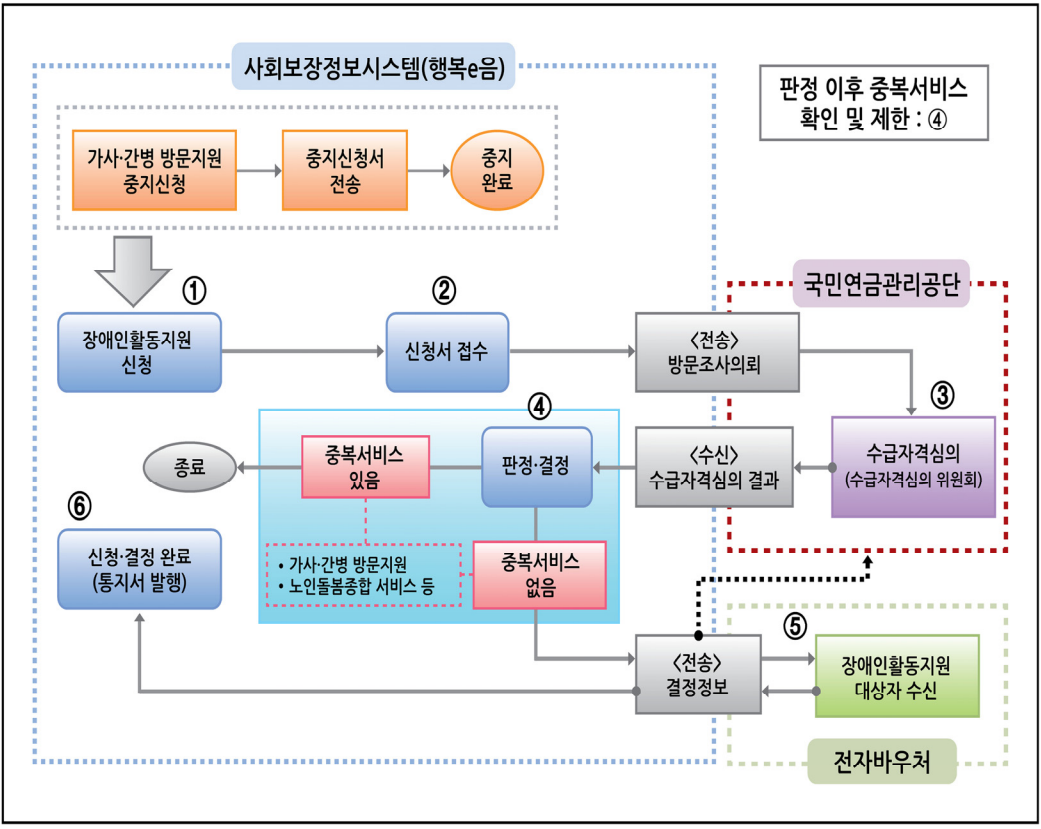 사회보장정보시스템(행복e음)
판정 이후 중복서비스
확인 및 제한 : ④
가사·간병 방문지원
중지신청
중지신청서
전송
중지
완료
①
장애인활동지원
신청
②
신청서 접수
국민연금관리공단
〈전송〉
방문조사의뢰
③
수급자격심의
(수급자격심의 위원회)
〈수신〉
수급자격심의 결과
④
판정·결정
중복서비스
있음
종료
중복서비스
없음
• 가사·간병 방문지원
• 노인돌봄종합 서비스 등
⑤
〈전송〉
결정정보
장애인활동지원
대상자 수신
전자바우처
⑥
신청·결정 완료
(통지서 발행)